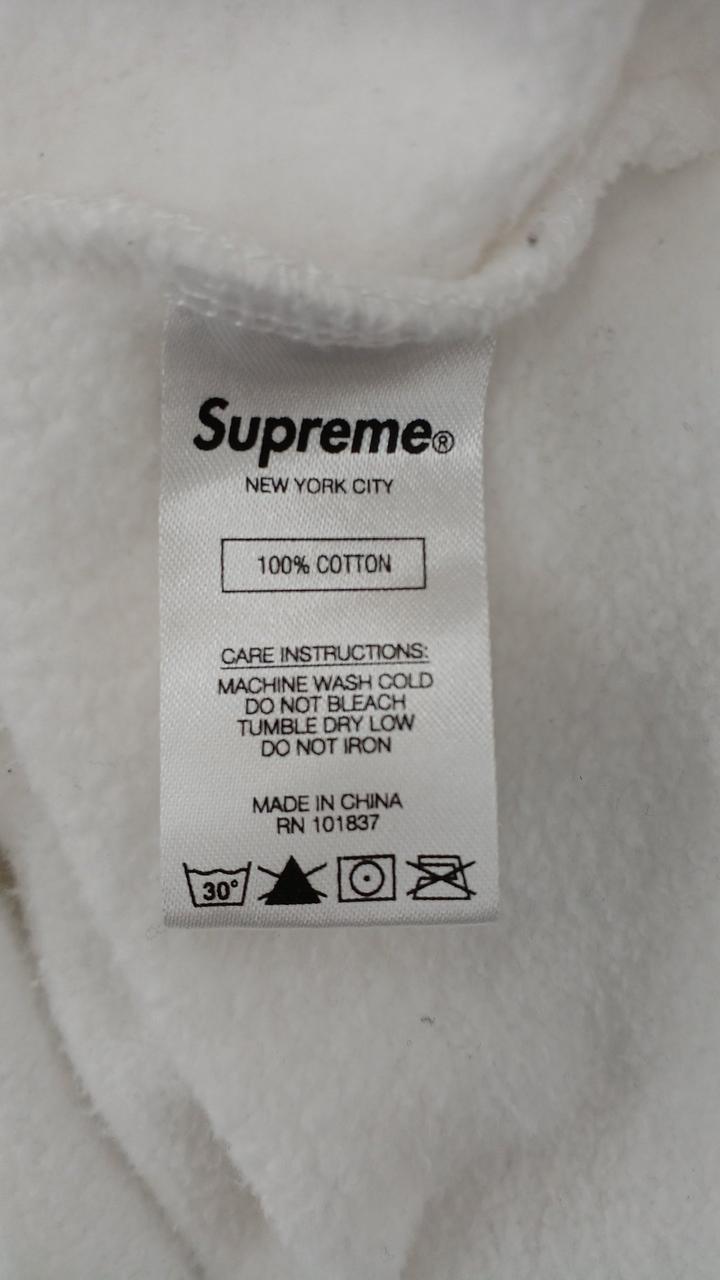 Supreme®
NEW YORK CITY
100% COTTON
CARE INSTRUCTIONS:
MACHINE WASH COLD
DO NOT BLEACH
TUMBLE DRY LOW
DO NOT IRON
MADE IN CHINA
RN 101837
30°